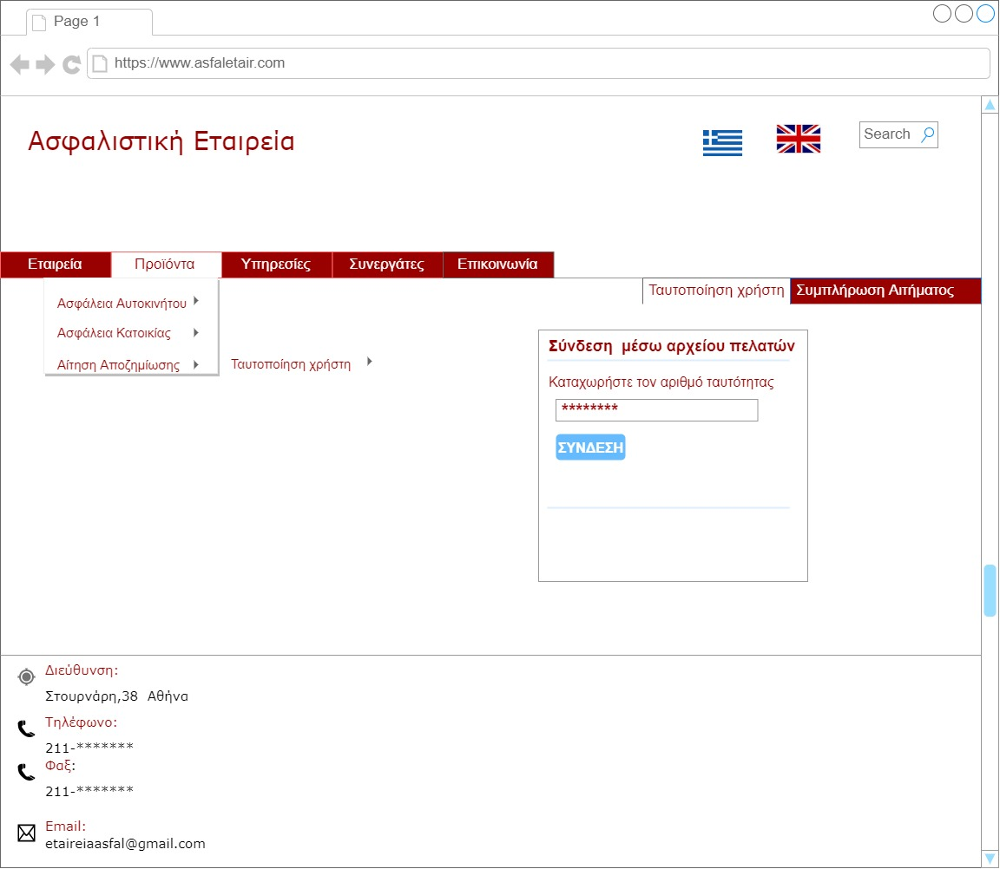 Page 1
https://www.asfaletair.com
Ασφαλιστική Εταιρεία
Search
Εταιρεία Προϊόντα Υπηρεσίες Συνεργάτες Επικοινωνία
Ταυτοποίηση χρήστη Συμπλήρωση Αιτήματος
Ασφάλεια Αυτοκινήτου
Ασφάλεια Κατοικίας
Αίτηση Αποζημίωσης Ταυτοποίηση χρήστη
Σύνδεση  μέσω αρχείου πελατών
Καταχωρήστε τον αριθμό ταυτότητας
********
ΣΥΝΔΕΣΗ
Διεύθυνση:
Στουρνάρη,38  Αθήνα
Τηλέφωνο:
211-*******
Φαξ:
211-*******
Email:
etaireiaasfal@gmail.com